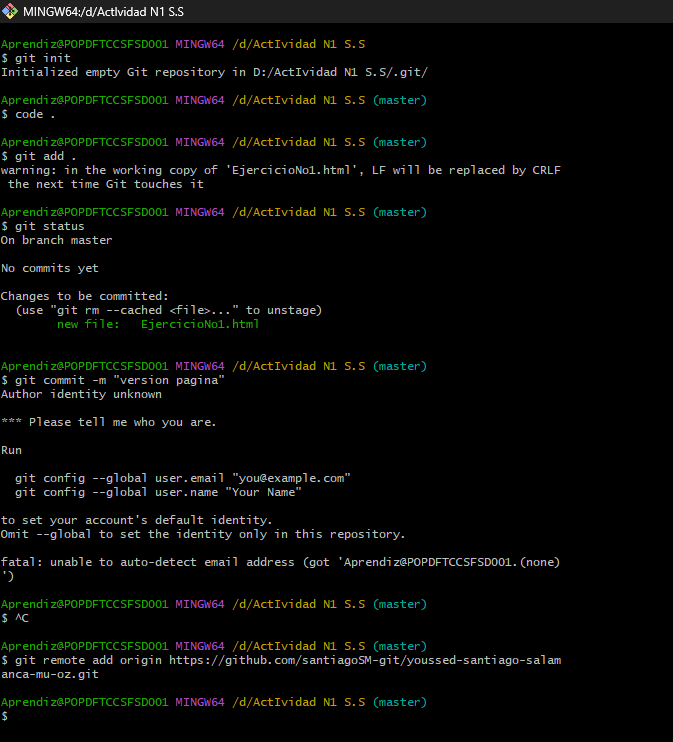 MINGW64:/d/ActIvidad N1 S.S
Aprendiz@POPDFTCCSFSD001 MINGW64 /d/ActIvidad N1 S.S
$ git init
Initialized empty Git repository in D:/ActIvidad N1 S.S/.git/
Aprendiz@POPDFTCCSFSD001 MINGW64 /d/ActIvidad N1 S.S (master)
$ code .
Aprendiz@POPDFTCCSFSD001 MINGW64 /d/ActIvidad N1 S.S (master)
$ git add .
warning: in the working copy of 'EjercicioNo1.html', LF will be replaced by CRLF
 the next time Git touches it
Aprendiz@POPDFTCCSFSD001 MINGW64 /d/ActIvidad N1 S.S (master)
$ git status
On branch master
No commits yet
Changes to be committed:
  (use "git rm --cached <file>..." to unstage)
        new file:   EjercicioNo1.html
Aprendiz@POPDFTCCSFSD001 MINGW64 /d/ActIvidad N1 S.S (master)
$ git commit -m "version pagina"
Author identity unknown
*** Please tell me who you are.
Run
  git config --global user.email "you@example.com"
  git config --global user.name "Your Name"
to set your account's default identity.
Omit --global to set the identity only in this repository.
fatal: unable to auto-detect email address (got 'Aprendiz@POPDFTCCSFSD001.(none)
')
Aprendiz@POPDFTCCSFSD001 MINGW64 /d/ActIvidad N1 S.S (master)
$ ^C
Aprendiz@POPDFTCCSFSD001 MINGW64 /d/ActIvidad N1 S.S (master)
$ git remote add origin https://github.com/santiagoSM-git/youssed-santiago-salam
anca-mu-oz.git
Aprendiz@POPDFTCCSFSD001 MINGW64 /d/ActIvidad N1 S.S (master)
$